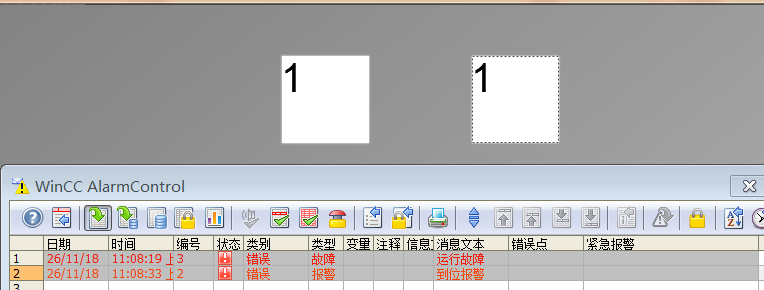 1 1
WinCC AlarmControl
日期 时间 编号 状态 类别 类型 变量 注释 信息 消息文本 错误点 紧急报警
1 26/11/18 11:08:19 上 3 错误 故障 运行故障
2 26/11/18 11:08:33 上 2 错误 报警 到位报警
3